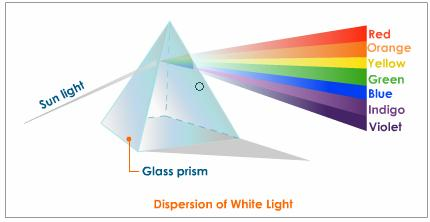 Red
Orange
Yellow
Green
Blue
Indigo
Violet
Sun light
Glass prism
Dispersion of White Light